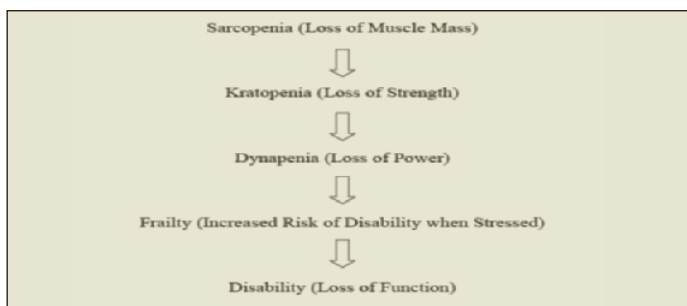 Sarcopenia (Loss of Muscle Mass)
Kratopenia (Loss of Strength)
Dynapenia (Loss of Power)
Frailty (Increased Risk of Disability when Stressed)
Disability (Loss of Function)